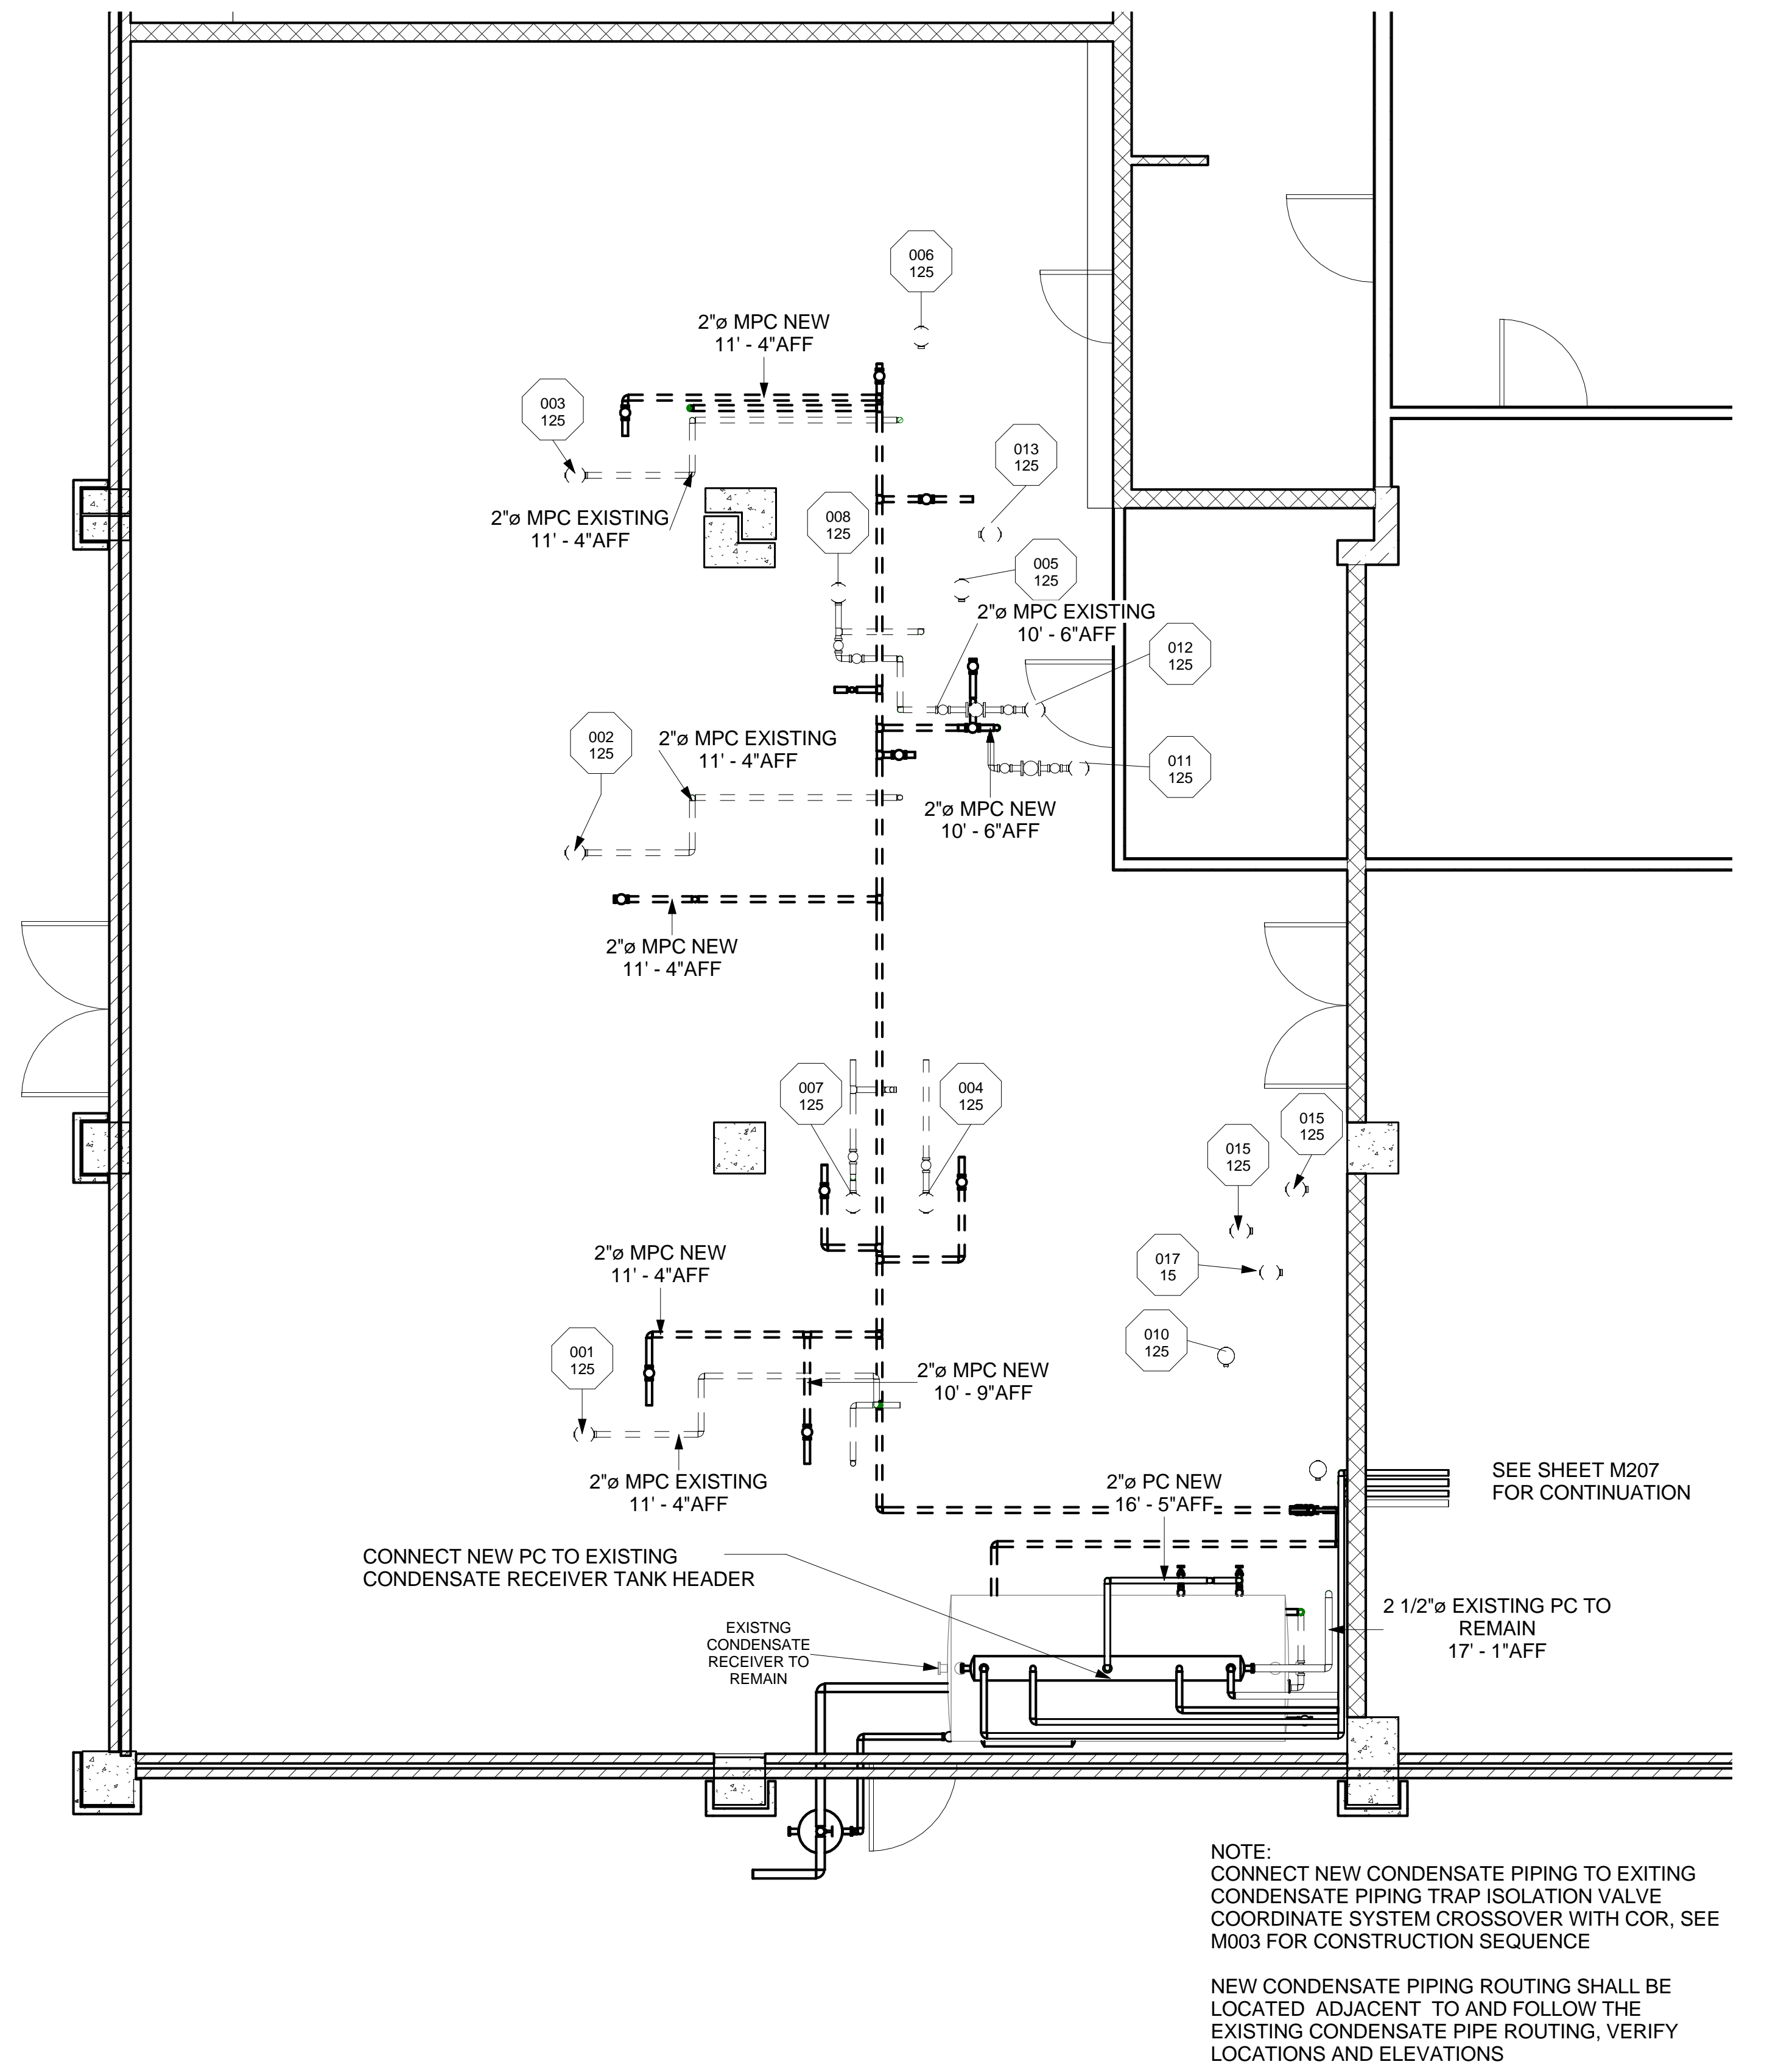 006
125
2"ø MPC NEW
11' - 4"AFF
003
125
013
125
2"ø MPC EXISTING
11' - 4"AFF
008
125
005
125
2"ø MPC EXISTING
10' - 6"AFF
012
125
002
125
2"ø MPC EXISTING
11' - 4"AFF
011
125
2"ø MPC NEW
10' - 6"AFF
2"ø MPC NEW
11' - 4"AFF
007
125
004
125
015
125
015
125
2"ø MPC NEW
11' - 4"AFF
017
15
010
125
001
125
2"ø MPC NEW
10' - 9"AFF
2"ø MPC EXISTING
11' - 4"AFF
2"ø PC NEW
16' - 5"AFF
SEE SHEET M207
FOR CONTINUATION
CONNECT NEW PC TO EXISTING
CONDENSATE RECEIVER TANK HEADER
EXISTNG
CONDENSATE
RECEIVER TO
REMAIN
2 1/2"ø EXISTING PC TO
REMAIN
17' - 1"AFF
NOTE:
CONNECT NEW CONDENSATE PIPING TO EXITING
CONDENSATE PIPING TRAP ISOLATION VALVE
COORDINATE SYSTEM CROSSOVER WITH COR, SEE
M003 FOR CONSTRUCTION SEQUENCE
NEW CONDENSATE PIPING ROUTING SHALL BE
LOCATED ADJACENT TO AND FOLLOW THE
EXISTING CONDENSATE PIPE ROUTING, VERIFY
LOCATIONS AND ELEVATIONS